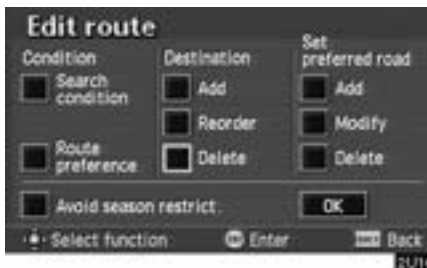 Edit route
Condition
Search
condition
Route
preference
Destination
Add
Reorder
Delete
Set
preferred road
Add
Modify
Delete
Avoid season restrict.
OK
Select function
Enter
Back